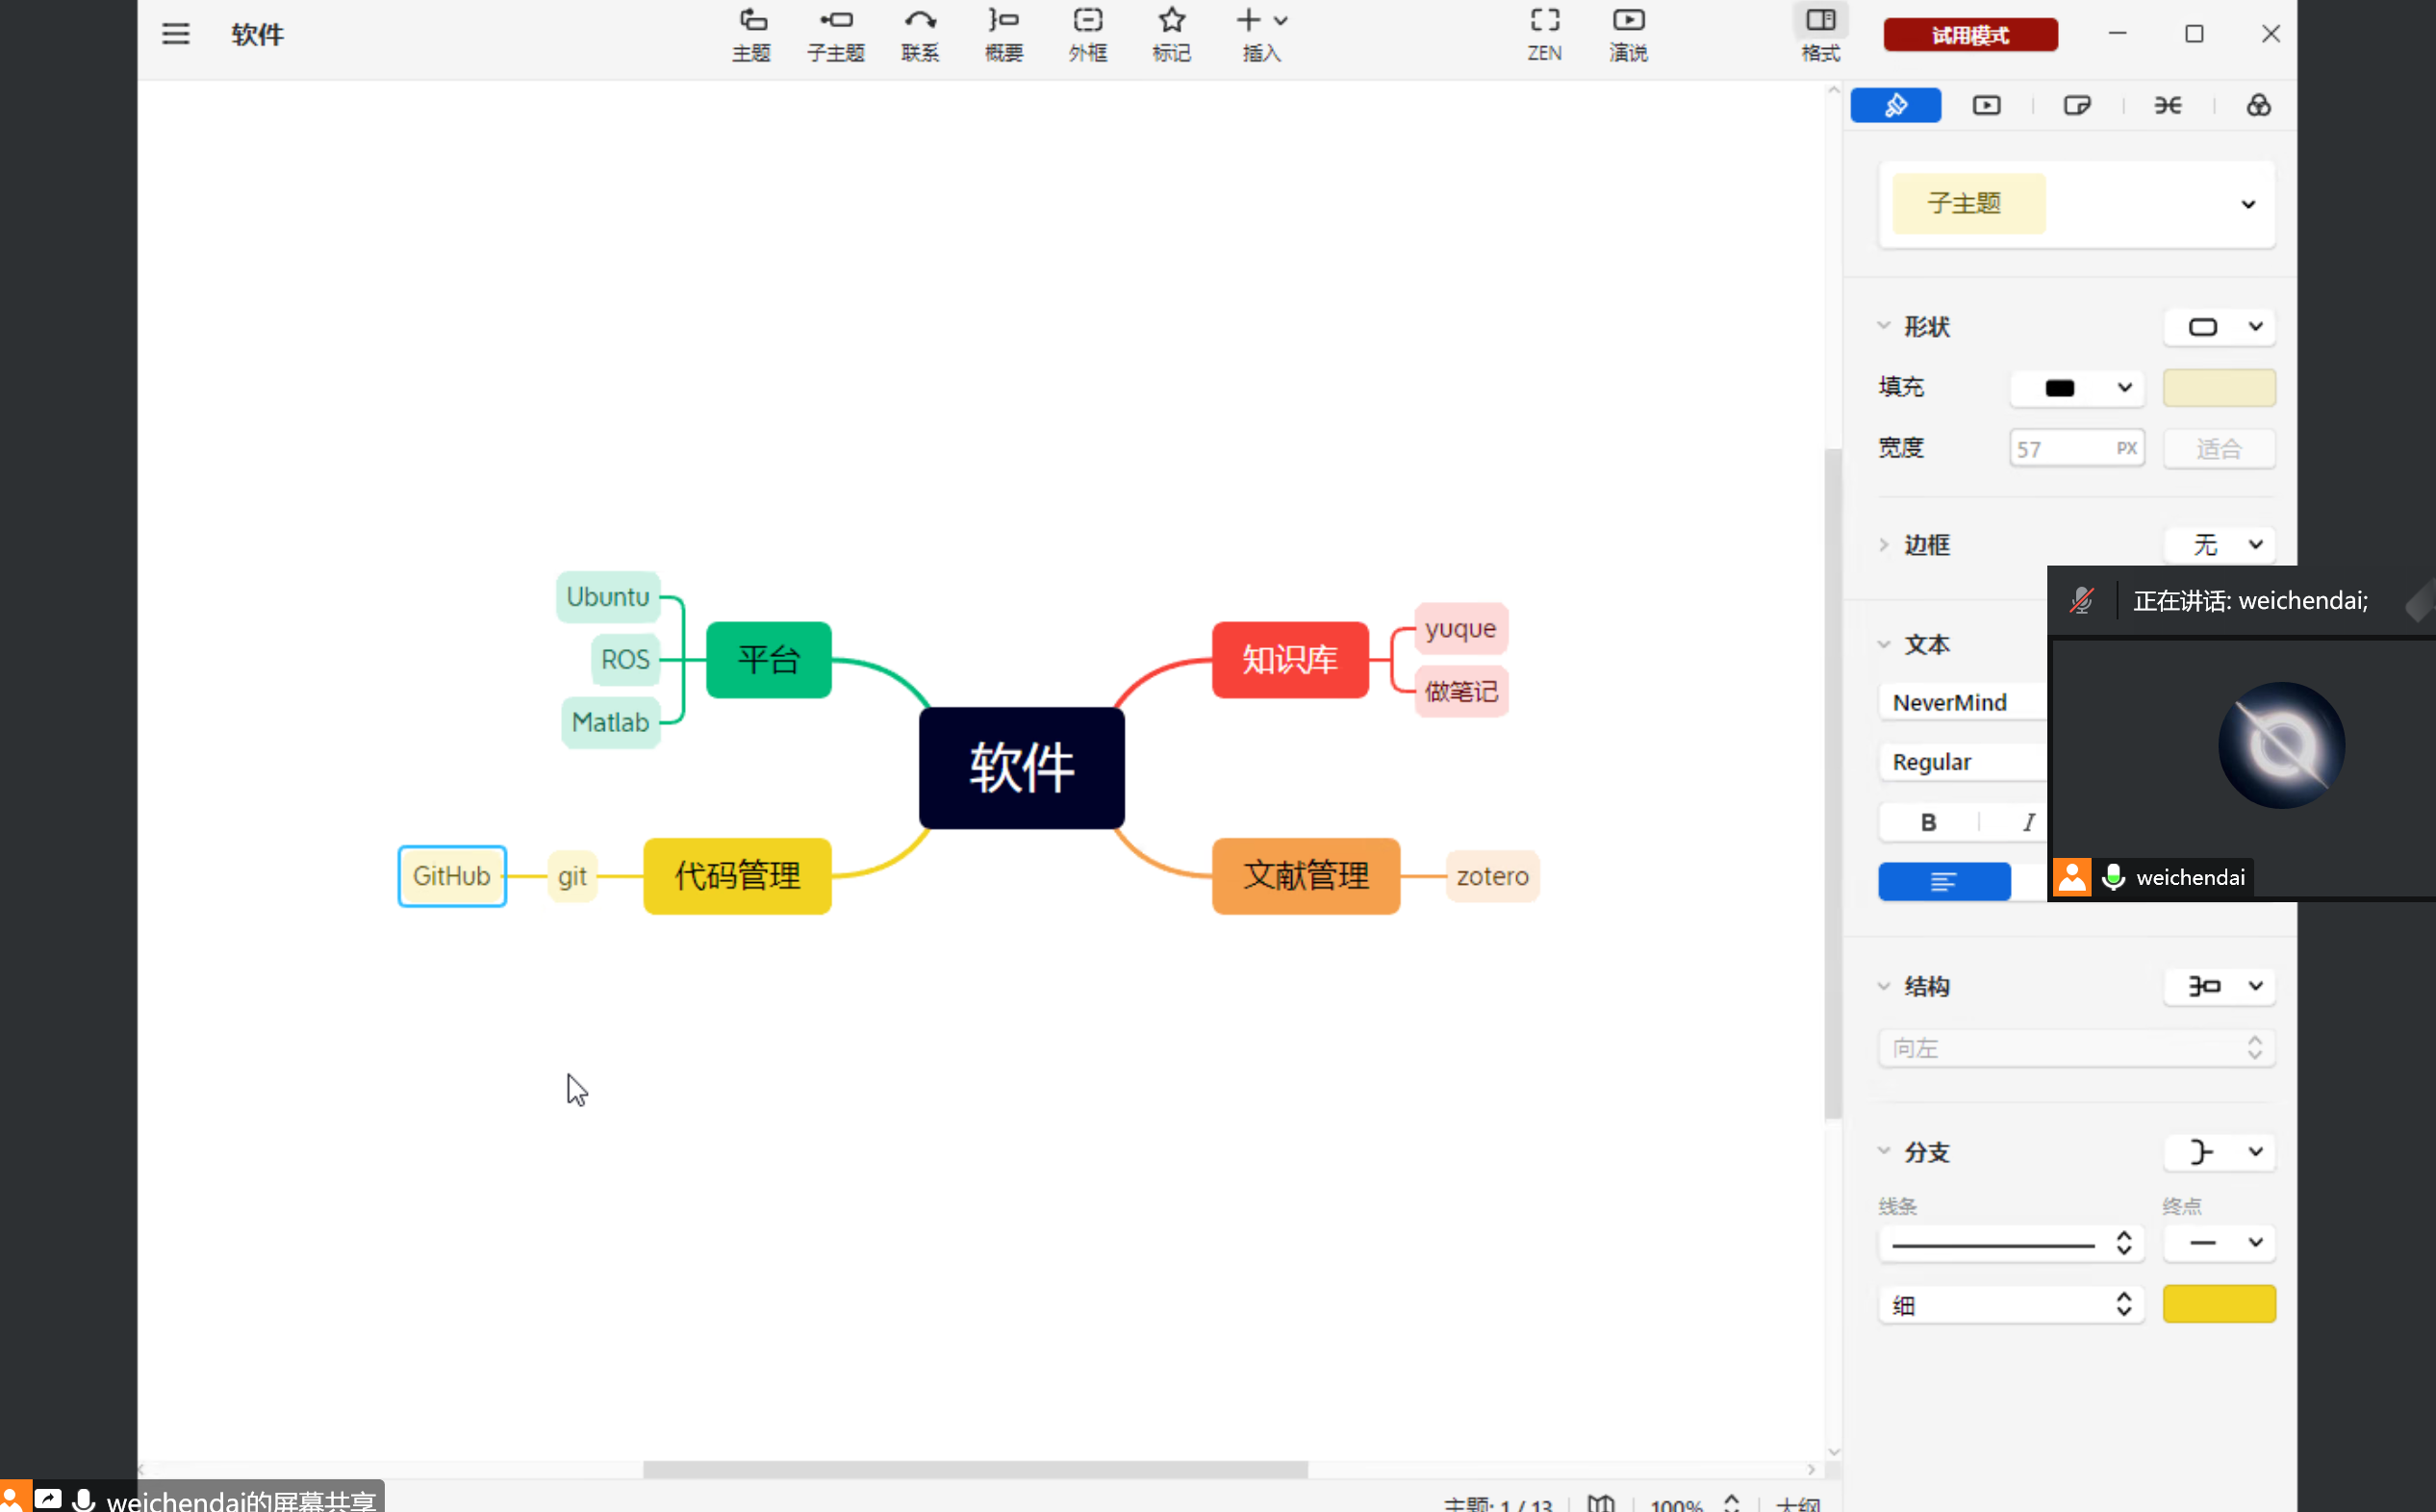 软件
主题
子主题
联系
概要
外框
标记
插入
ZEN
演说
格式
试用模式
子主题
形状
填充
宽度
57 PX
适合
边框
无
文本
NeverMind
Regular
B I
结构
向左
分支
线条
终点
细
正在讲话: weichendai;
weichendai
Ubuntu
ROS
Matlab
平台
GitHub
git
代码管理
软件
知识库
yuque
做笔记
文献管理
zotero
weichendai的屏幕共享
主题: 1 / 13
100%
大纲